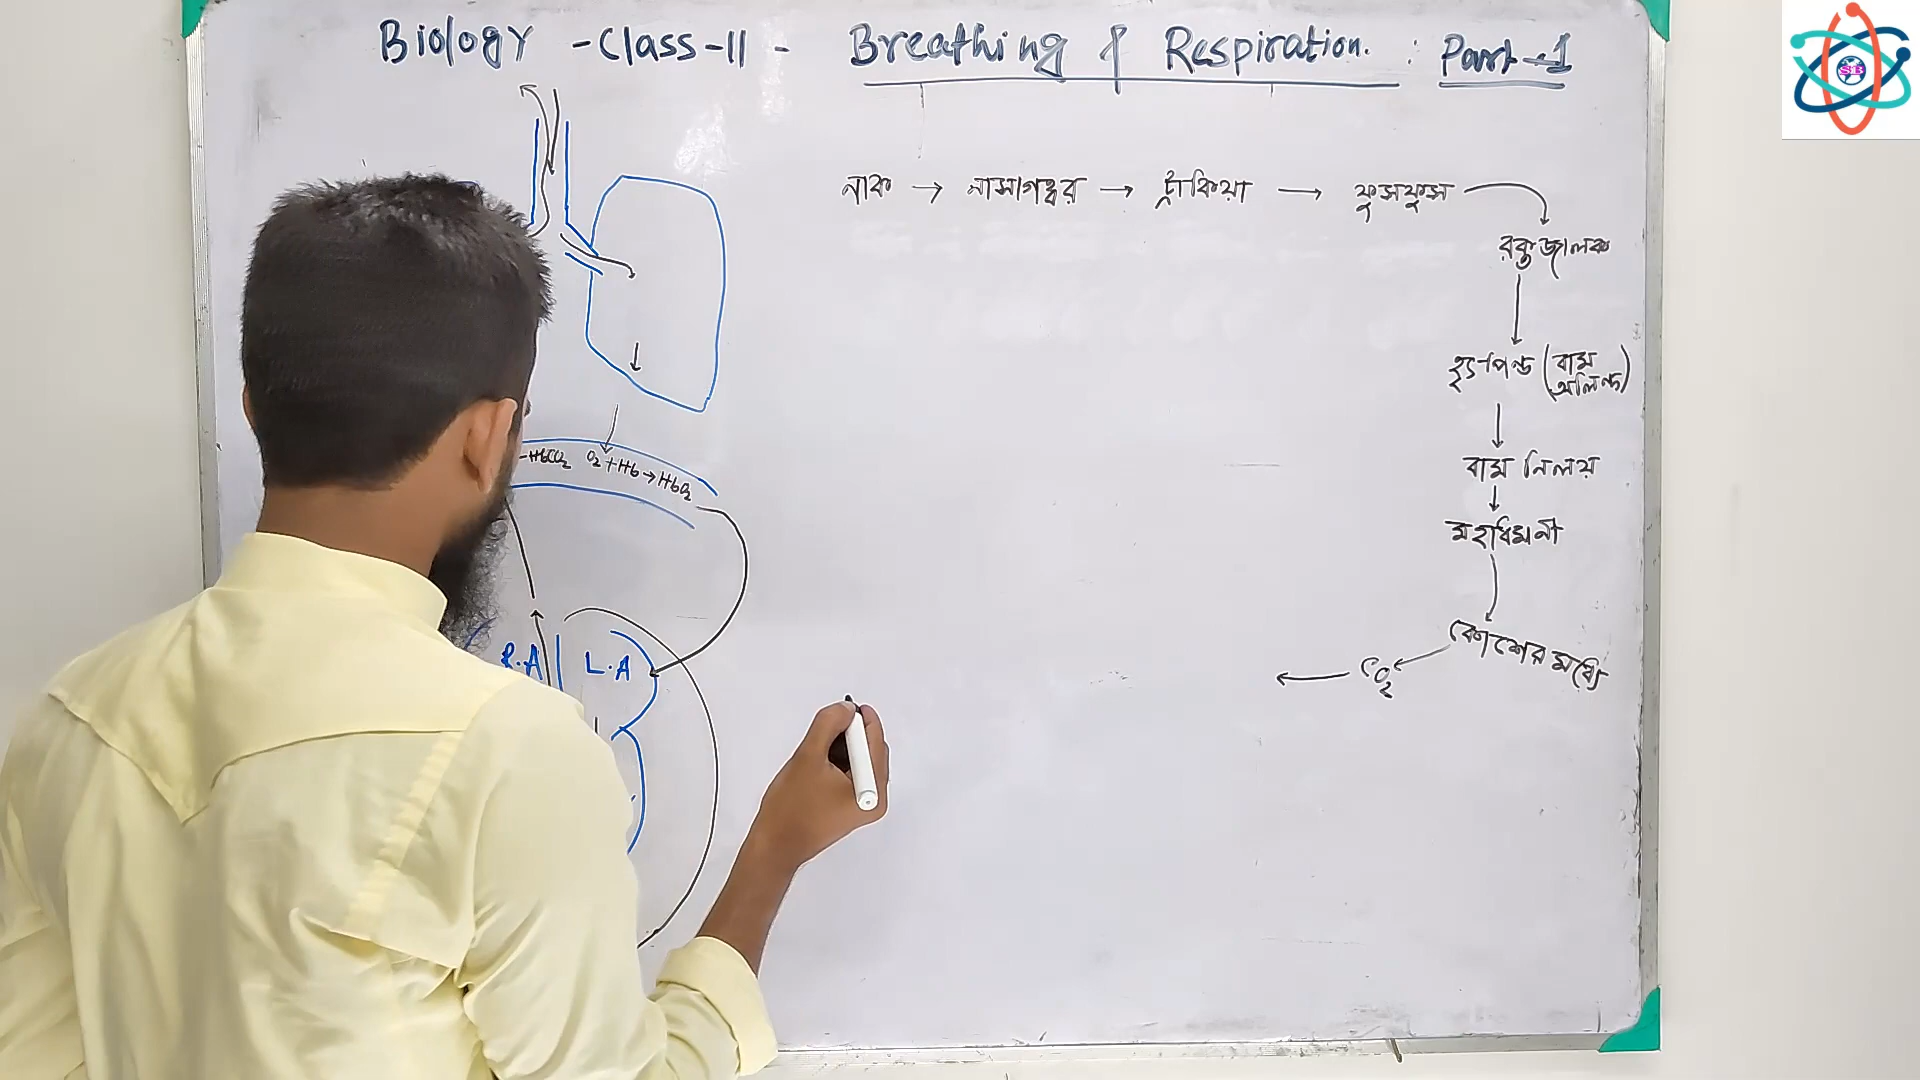 Biology - Class-11 - Breathing & Respiration. : Part-1
SB
নাক → নাসাগহ্বর → ট্রাকিয়া → ফুসফুস
রক্তজালক
হৃৎপিন্ড (বাম অলিন্দ)
বাম নিলয়
মহাধমনী
কোশের মধ্যে
CO₂
-HbCO₂ O₂+Hb→HbO₂
R.A L.A